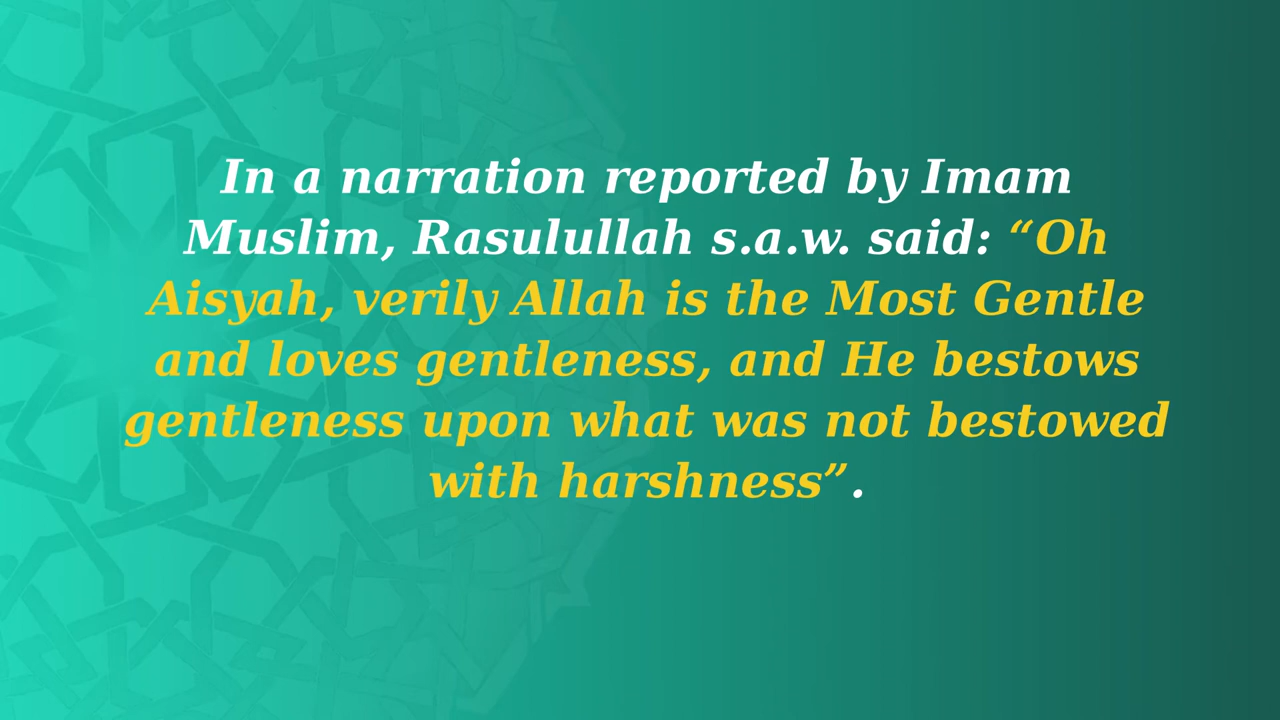 In a narration reported by Imam
Muslim, Rasulullah s.a.w. said: “Oh
Aisyah, verily Allah is the Most Gentle
and loves gentleness, and He bestows
gentleness upon what was not bestowed
with harshness”.